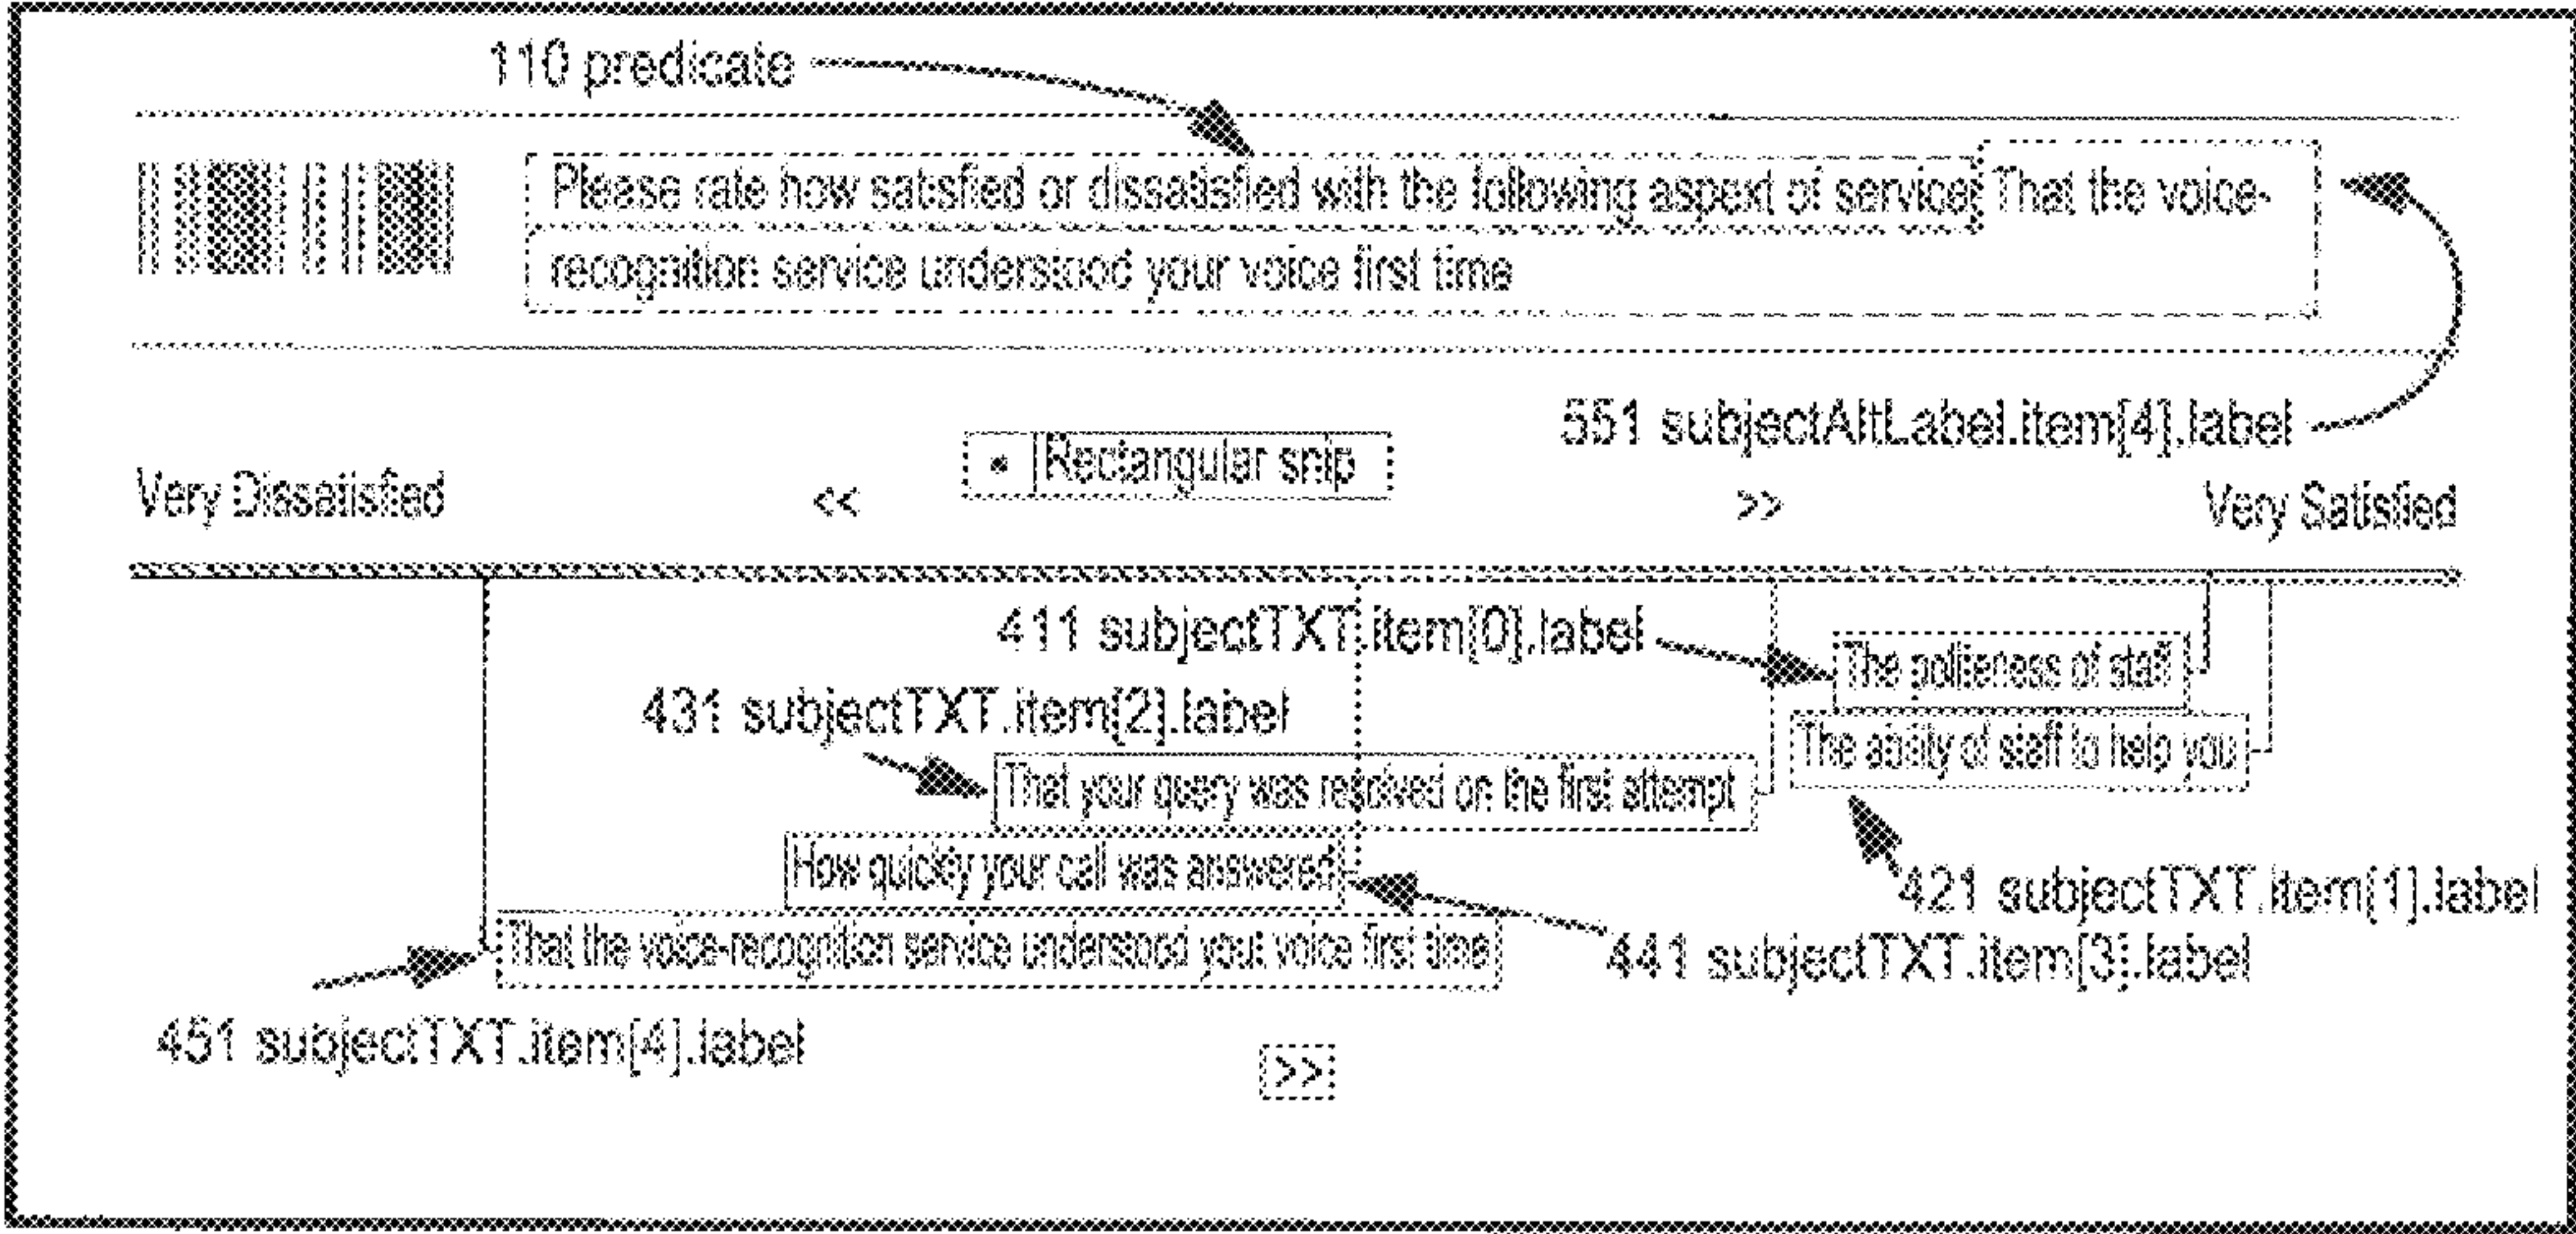 110 predicate
Please rate how satisfied or dissatisfied with the following aspext of service: That the voice-
recognition service understood your voice first time
551 subjectAltLabel.item[4].label
• Rectangular snip
Very Dissatisfied << >> Very Satisfied
411 subjectTXT.item[0].label
The politeness of staff
431 subjectTXT.item[2].label
The ability of staff to help you
That your query was resolved on the first attempt
How quickly your call was answered
421 subjectTXT.item[1].label
That the voice-recognition service understood yout voice first time
441 subjectTXT.item[3].label
451 subjectTXT.item[4].label
>>